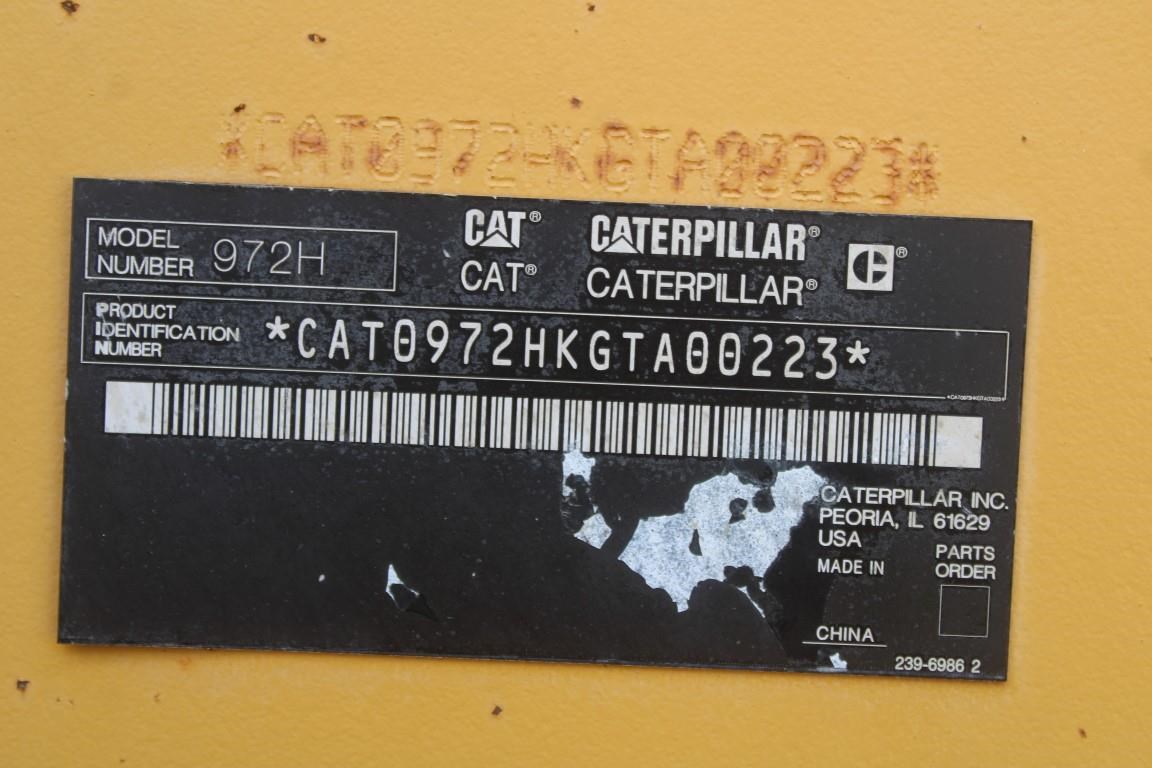 *CAT0972HKGTA00223*
MODEL NUMBER 972H
CAT® CATERPILLAR® C®
CAT® CATERPILLAR®
PRODUCT
IDENTIFICATION
NUMBER
*CAT0972HKGTA00223*
*CAT0972HKGTA00223*
CATERPILLAR INC.
PEORIA, IL 61629
USA
MADE IN
PARTS
ORDER
CHINA
239-6986 2